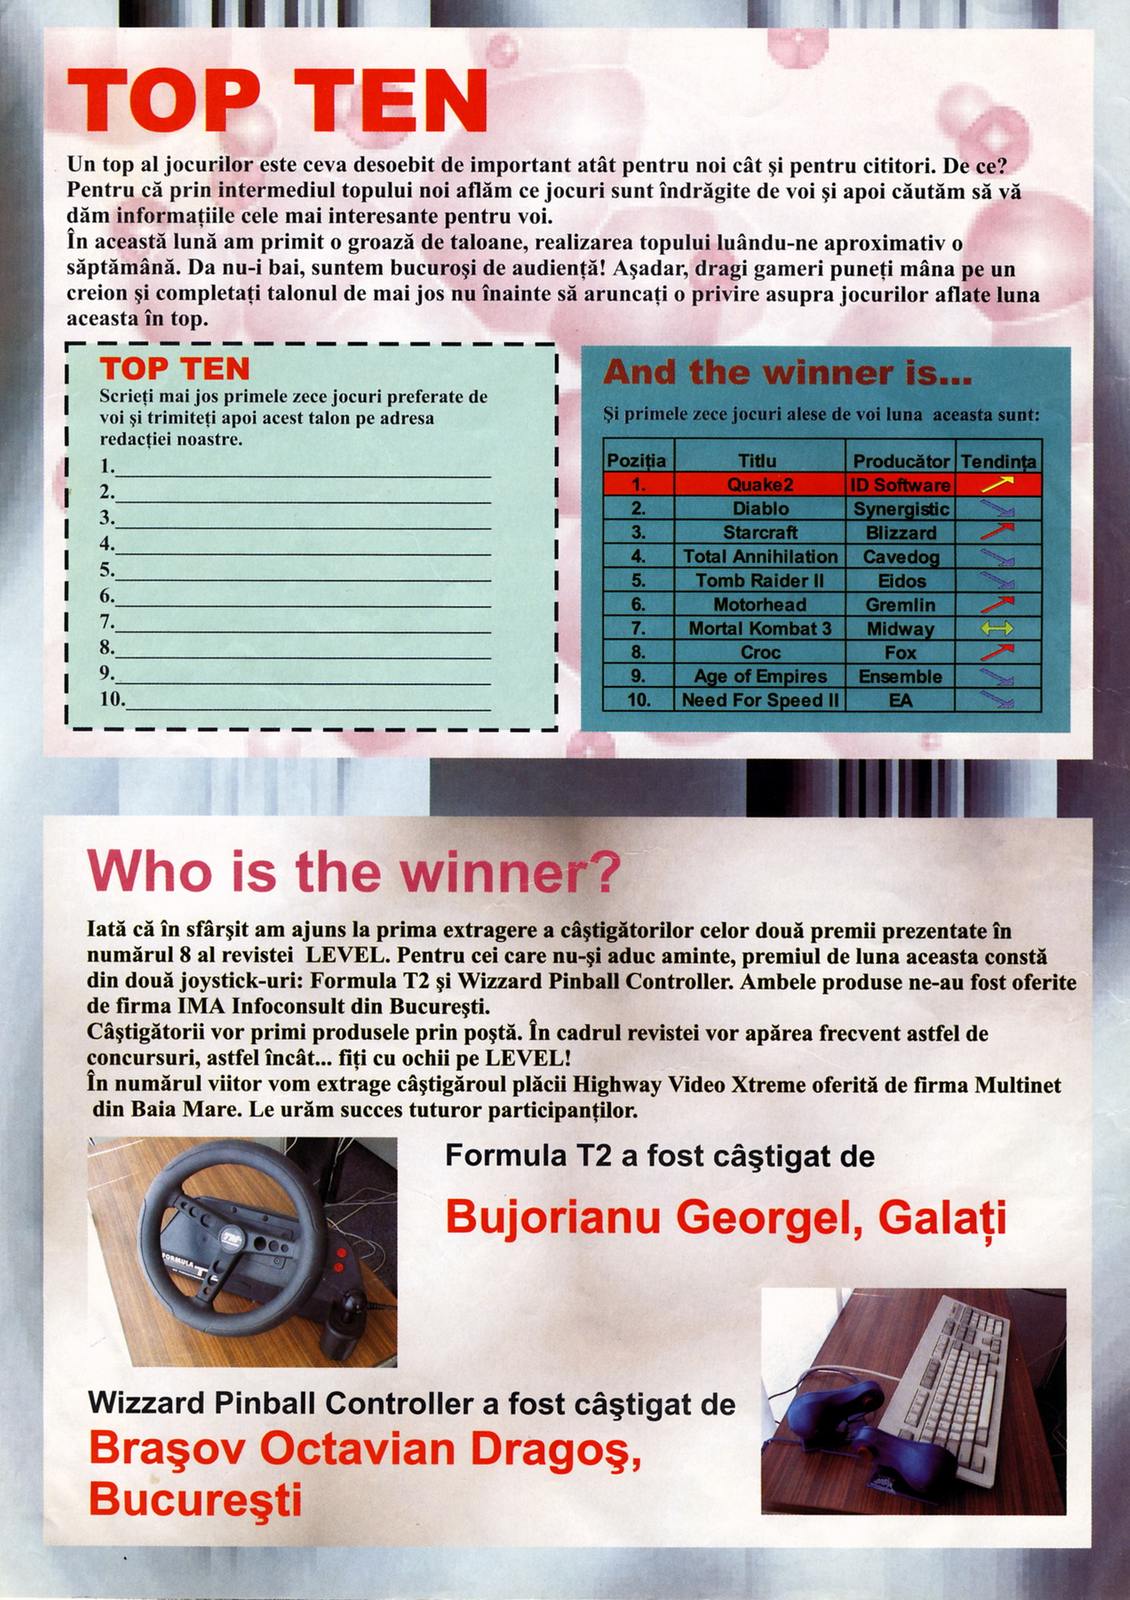 TOP TEN
Un top al jocurilor este ceva desoebit de important atât pentru noi cât şi pentru cititori. De ce?
Pentru că prin intermediul topului noi aflăm ce jocuri sunt îndrăgite de voi şi apoi căutăm să vă
dăm informaţiile cele mai interesante pentru voi.
În această lună am primit o groază de taloane, realizarea topului luându-ne aproximativ o
săptămână. Da nu-i bai, suntem bucuroşi de audienţă! Aşadar, dragi gameri puneţi mâna pe un
creion şi completaţi talonul de mai jos nu înainte să aruncaţi o privire asupra jocurilor aflate luna
aceasta în top.
TOP TEN
Scrieţi mai jos primele zece jocuri preferate de
voi şi trimiteţi apoi acest talon pe adresa
redacţiei noastre.
1.
2.
3.
4.
5.
6.
7.
8.
9.
10.
And the winner is...
Şi primele zece jocuri alese de voi luna aceasta sunt:
Poziţia Titlu Producător Tendinţa
1. Quake2 ID Software
2. Diablo Synergistic
3. Starcraft Blizzard
4. Total Annihilation Cavedog
5. Tomb Raider II Eidos
6. Motorhead Gremlin
7. Mortal Kombat 3 Midway
8. Croc Fox
9. Age of Empires Ensemble
10. Need For Speed II EA
Who is the winner?
Iată că în sfârşit am ajuns la prima extragere a câştigătorilor celor două premii prezentate în
numărul 8 al revistei LEVEL. Pentru cei care nu-şi aduc aminte, premiul de luna aceasta constă
din două joystick-uri: Formula T2 şi Wizzard Pinball Controller. Ambele produse ne-au fost oferite
de firma IMA Infoconsult din Bucureşti.
Câştigătorii vor primi produsele prin poştă. În cadrul revistei vor apărea frecvent astfel de
concursuri, astfel încât... fiţi cu ochii pe LEVEL!
În numărul viitor vom extrage câştigăroul plăcii Highway Video Xtreme oferită de firma Multinet
din Baia Mare. Le urăm succes tuturor participanţilor.
Formula T2 a fost câştigat de
Bujorianu Georgel, Galaţi
FORMULA
Wizzard Pinball Controller a fost câştigat de
Braşov Octavian Dragoş,
Bucureşti